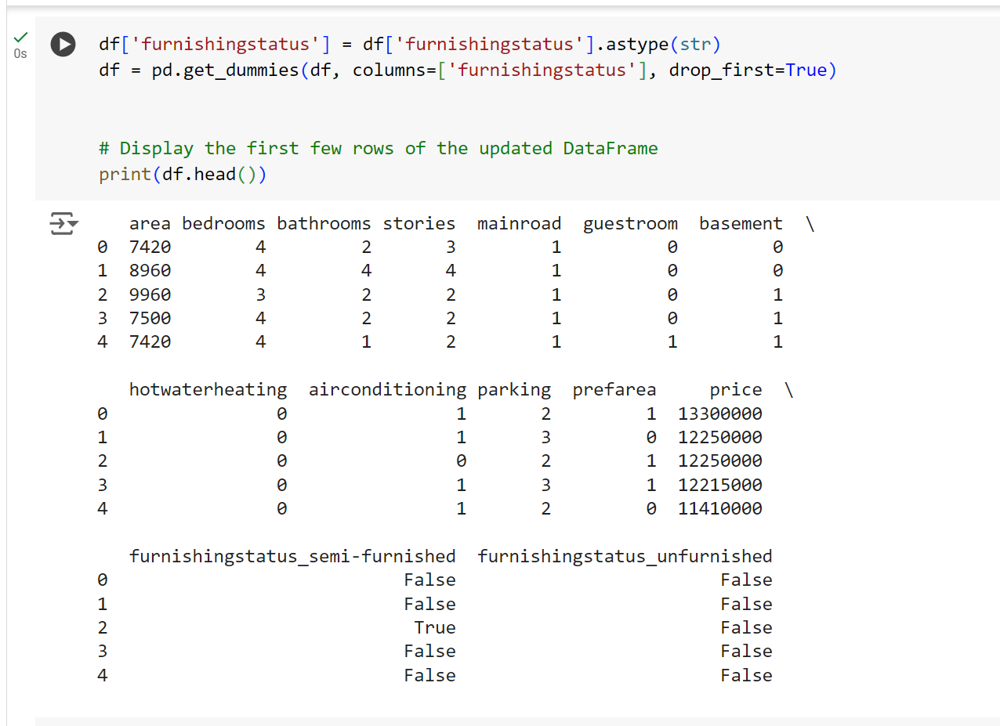 0s
df['furnishingstatus'] = df['furnishingstatus'].astype(str)
df = pd.get_dummies(df, columns=['furnishingstatus'], drop_first=True)
# Display the first few rows of the updated DataFrame
print(df.head())
area bedrooms bathrooms stories  mainroad  guestroom  basement  \
0  7420        4         2       3         1          0         0
1  8960        4         4       4         1          0         0
2  9960        3         2       2         1          0         1
3  7500        4         2       2         1          0         1
4  7420        4         1       2         1          1         1
hotwaterheating  airconditioning parking  prefarea     price  \
0                0                1       2         1  13300000
1                0                1       3         0  12250000
2                0                0       2         1  12250000
3                0                1       3         1  12215000
4                0                1       2         0  11410000
furnishingstatus_semi-furnished  furnishingstatus_unfurnished
0                            False                         False
1                            False                         False
2                             True                         False
3                            False                         False
4                            False                         False